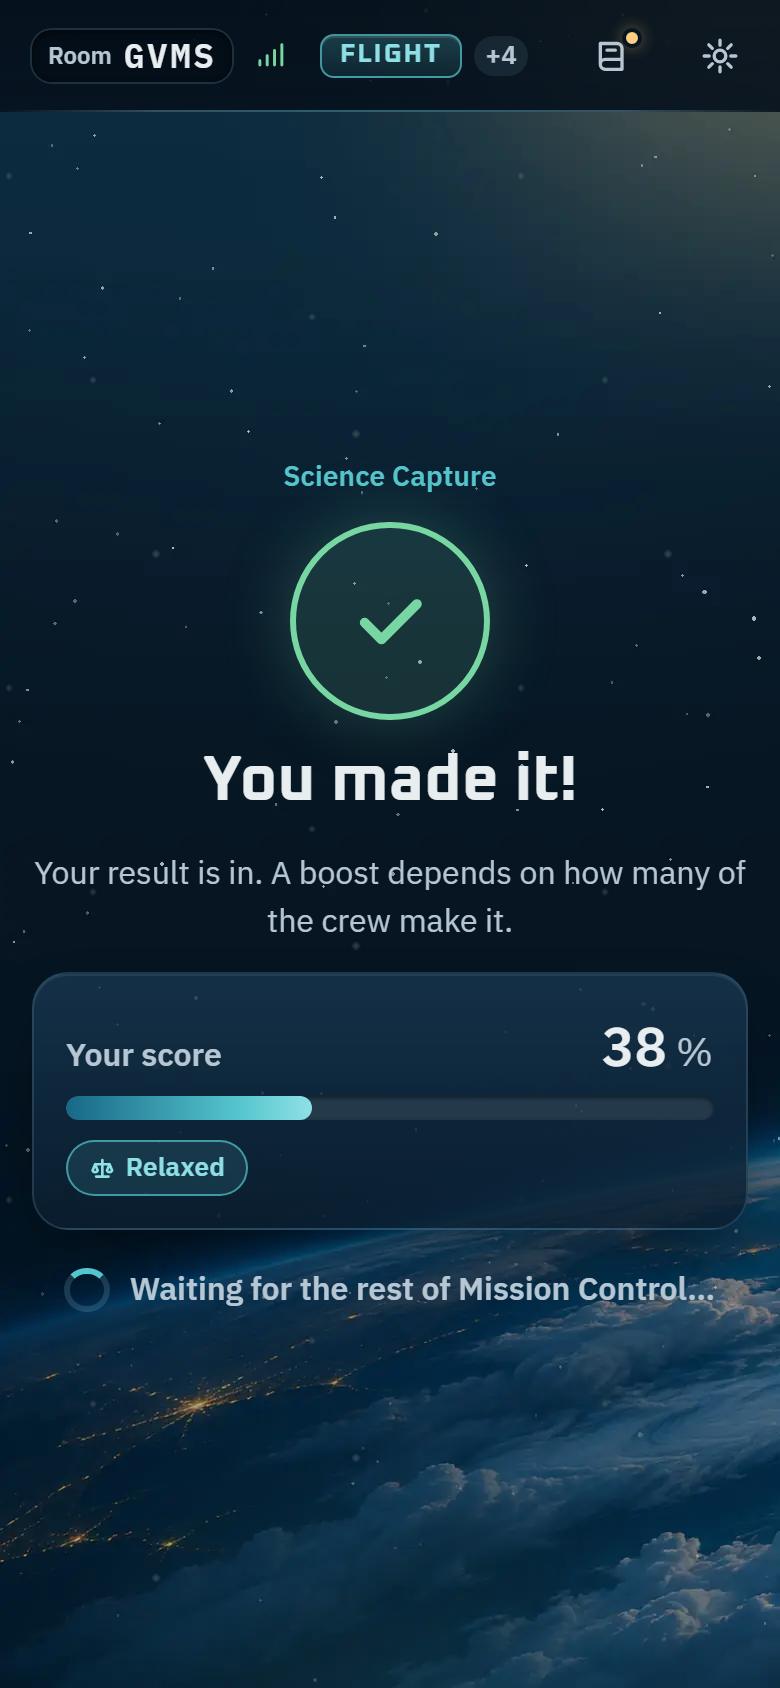 Room GVMS FLIGHT +4
Science Capture
You made it!
Your result is in. A boost depends on how many of
the crew make it.
Your score 38 %
Relaxed
Waiting for the rest of Mission Control...